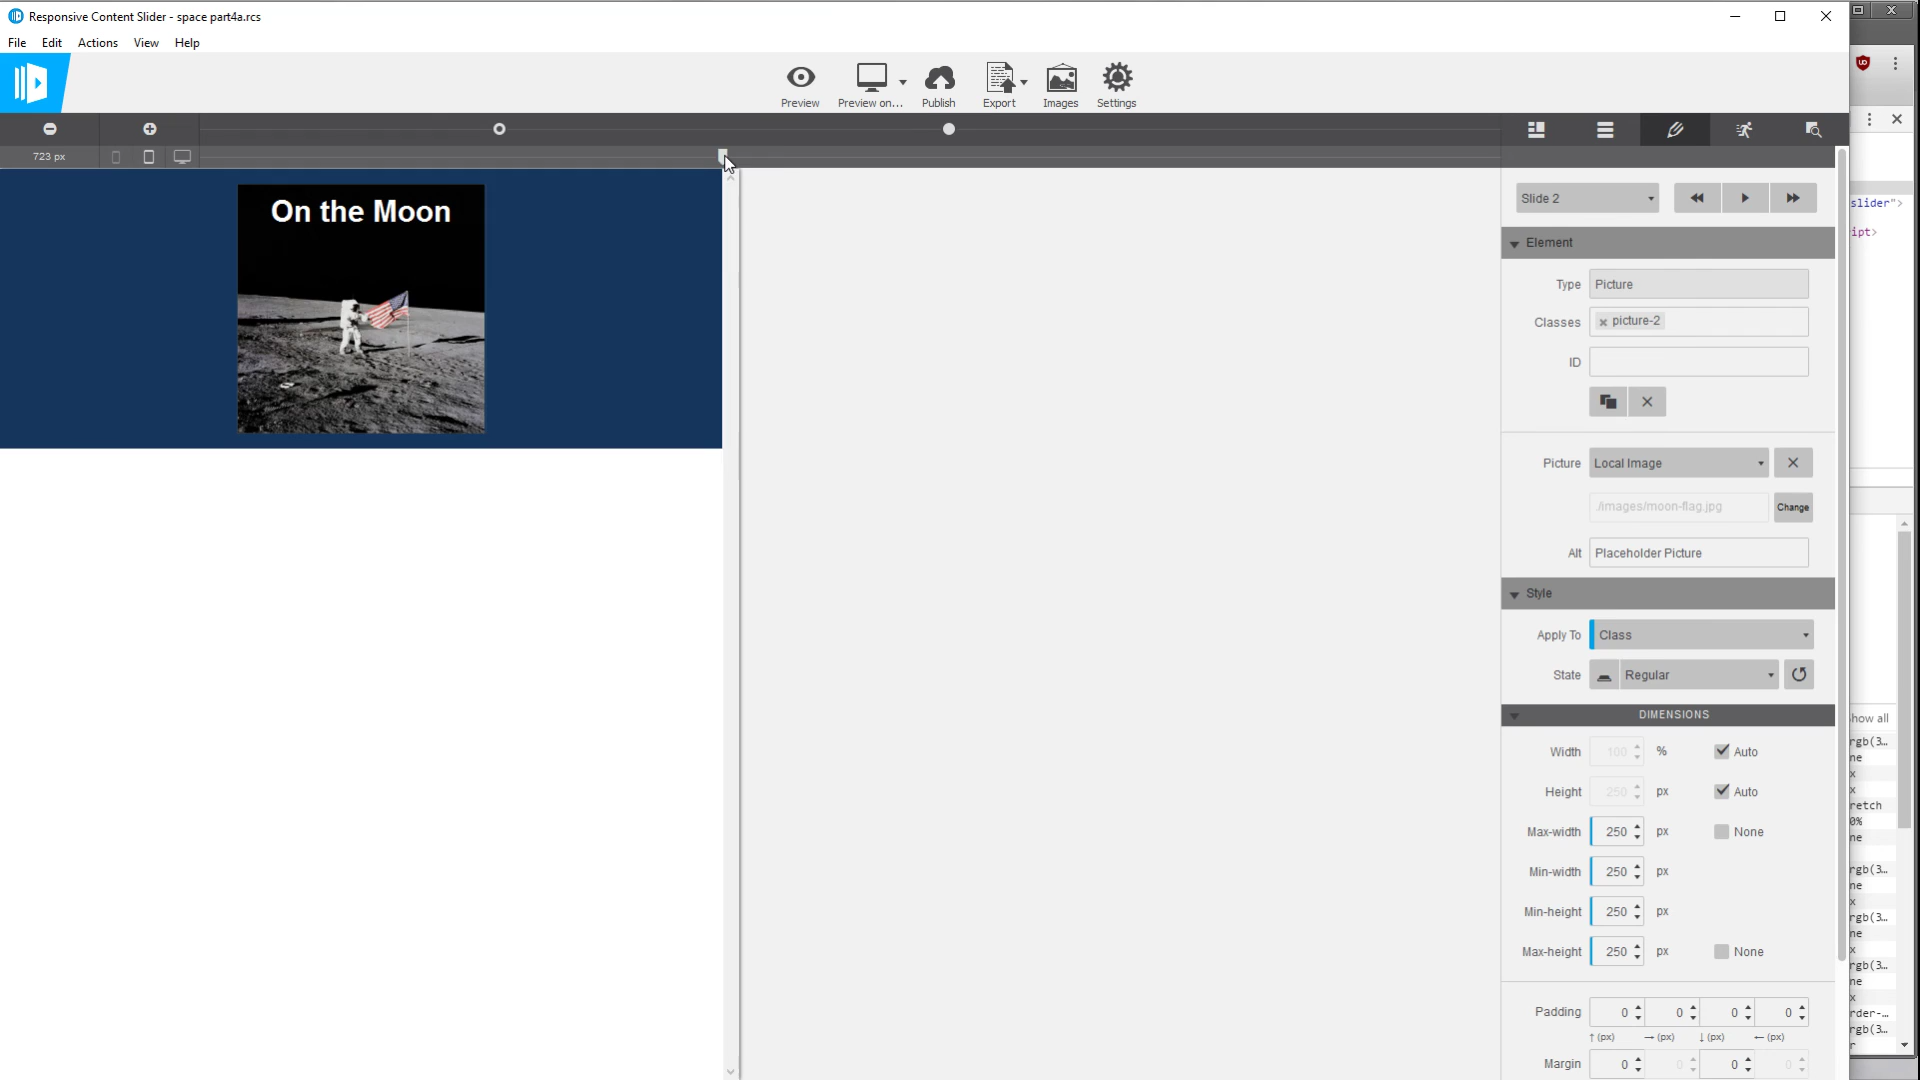 Responsive Content Slider - space part4a.rcs
File Edit Actions View Help
Preview Preview on... Publish Export Images Settings
723 px
On the Moon
Slide 2
Element
Type Picture
Classes picture-2
ID
Picture Local Image
./images/moon-flag.jpg Change
Alt Placeholder Picture
Style
Apply To Class
State Regular
DIMENSIONS
Width 100 % Auto
Height 250 px Auto
Max-width 250 px None
Min-width 250 px
Min-height 250 px
Max-height 250 px None
Padding 0 0 0 0
↑(px) →(px) ↓(px) ←(px)
Margin 0 0 0 0
slider">
ipt>
how all
rgb(3…
ne
x
ne
x
retch
0%
ne
rgb(3…
ne
x
rgb(3…
ne
x
rgb(3…
ne
x
rder-…
rgb(3…
r